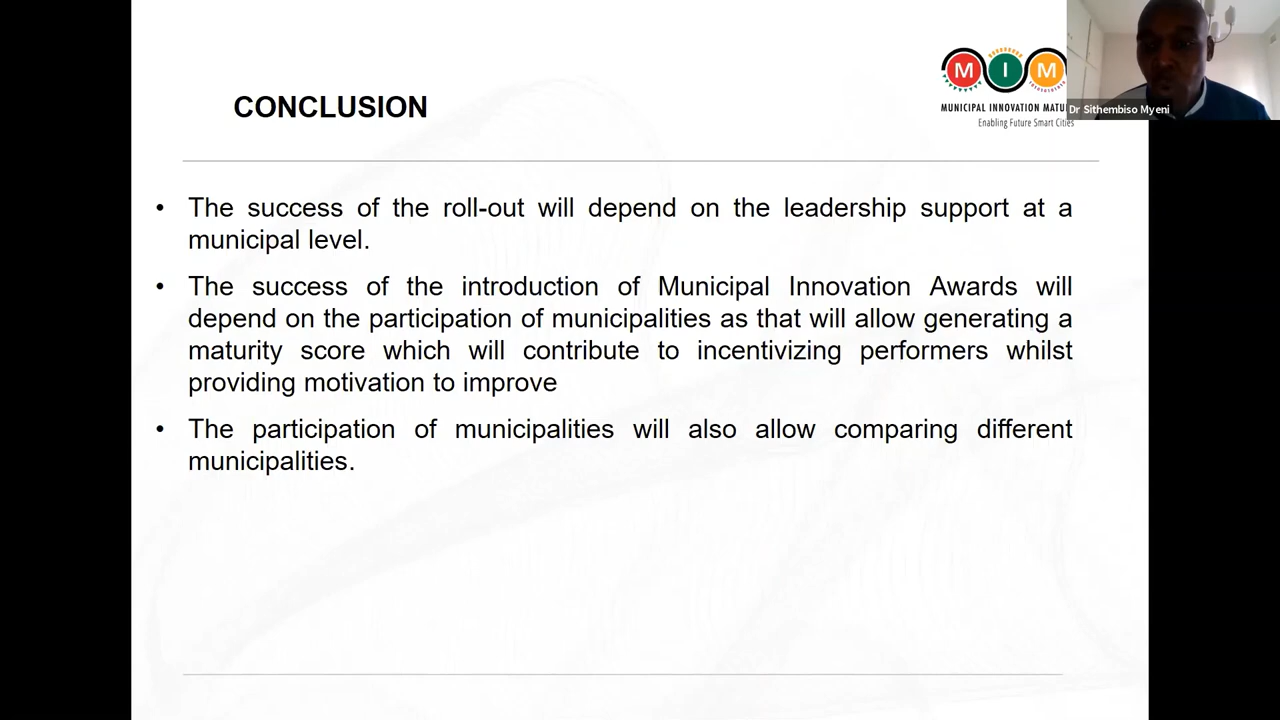 CONCLUSION
M I M
MUNICIPAL INNOVATION
Enabling Future Smart Cities
Dr Sithembiso Myeni
• The success of the roll-out will depend on the leadership support at a
municipal level.
• The success of the introduction of Municipal Innovation Awards will
depend on the participation of municipalities as that will allow generating a
maturity score which will contribute to incentivizing performers whilst
providing motivation to improve
• The participation of municipalities will also allow comparing different
municipalities.